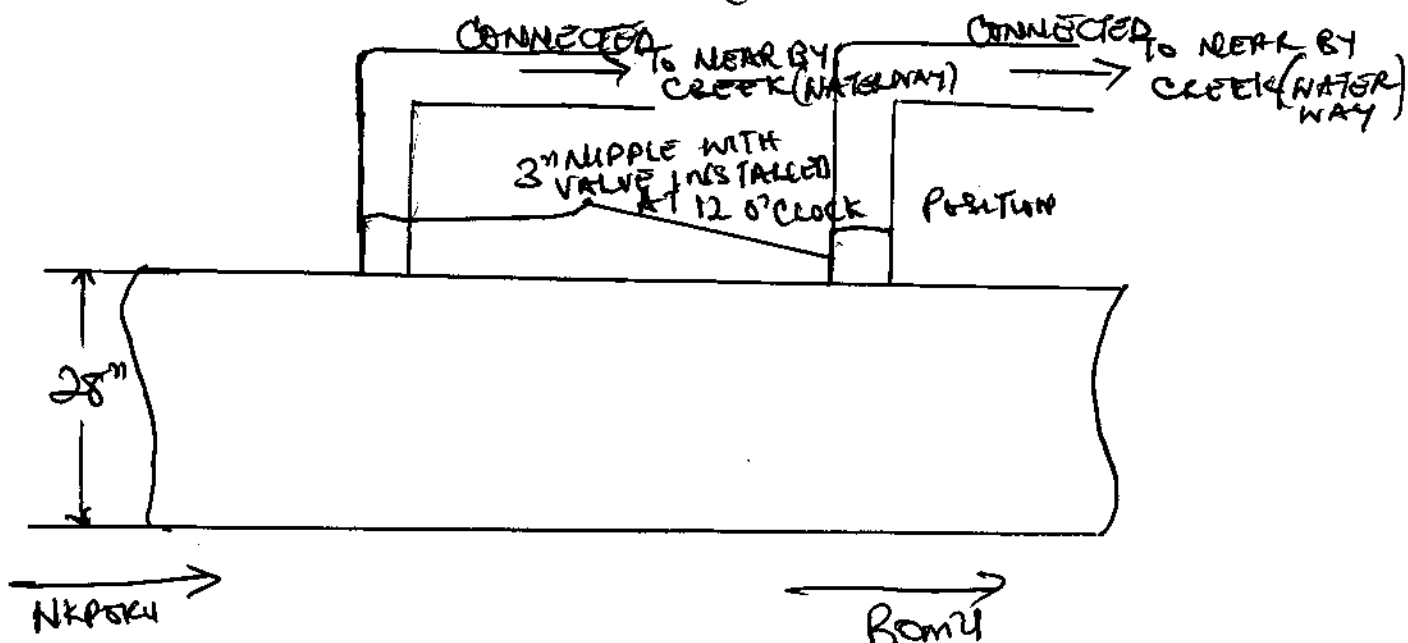 CONNECTED
TO NEAR BY
CREEK (WATERWAY)
CONNECTED
TO NEAR BY
CREEK (WATER
WAY)
3" NIPPLE WITH
VALVE INSTALLED
AT 12 O'CLOCK POSITION
28"
NKPOKU
BOMU